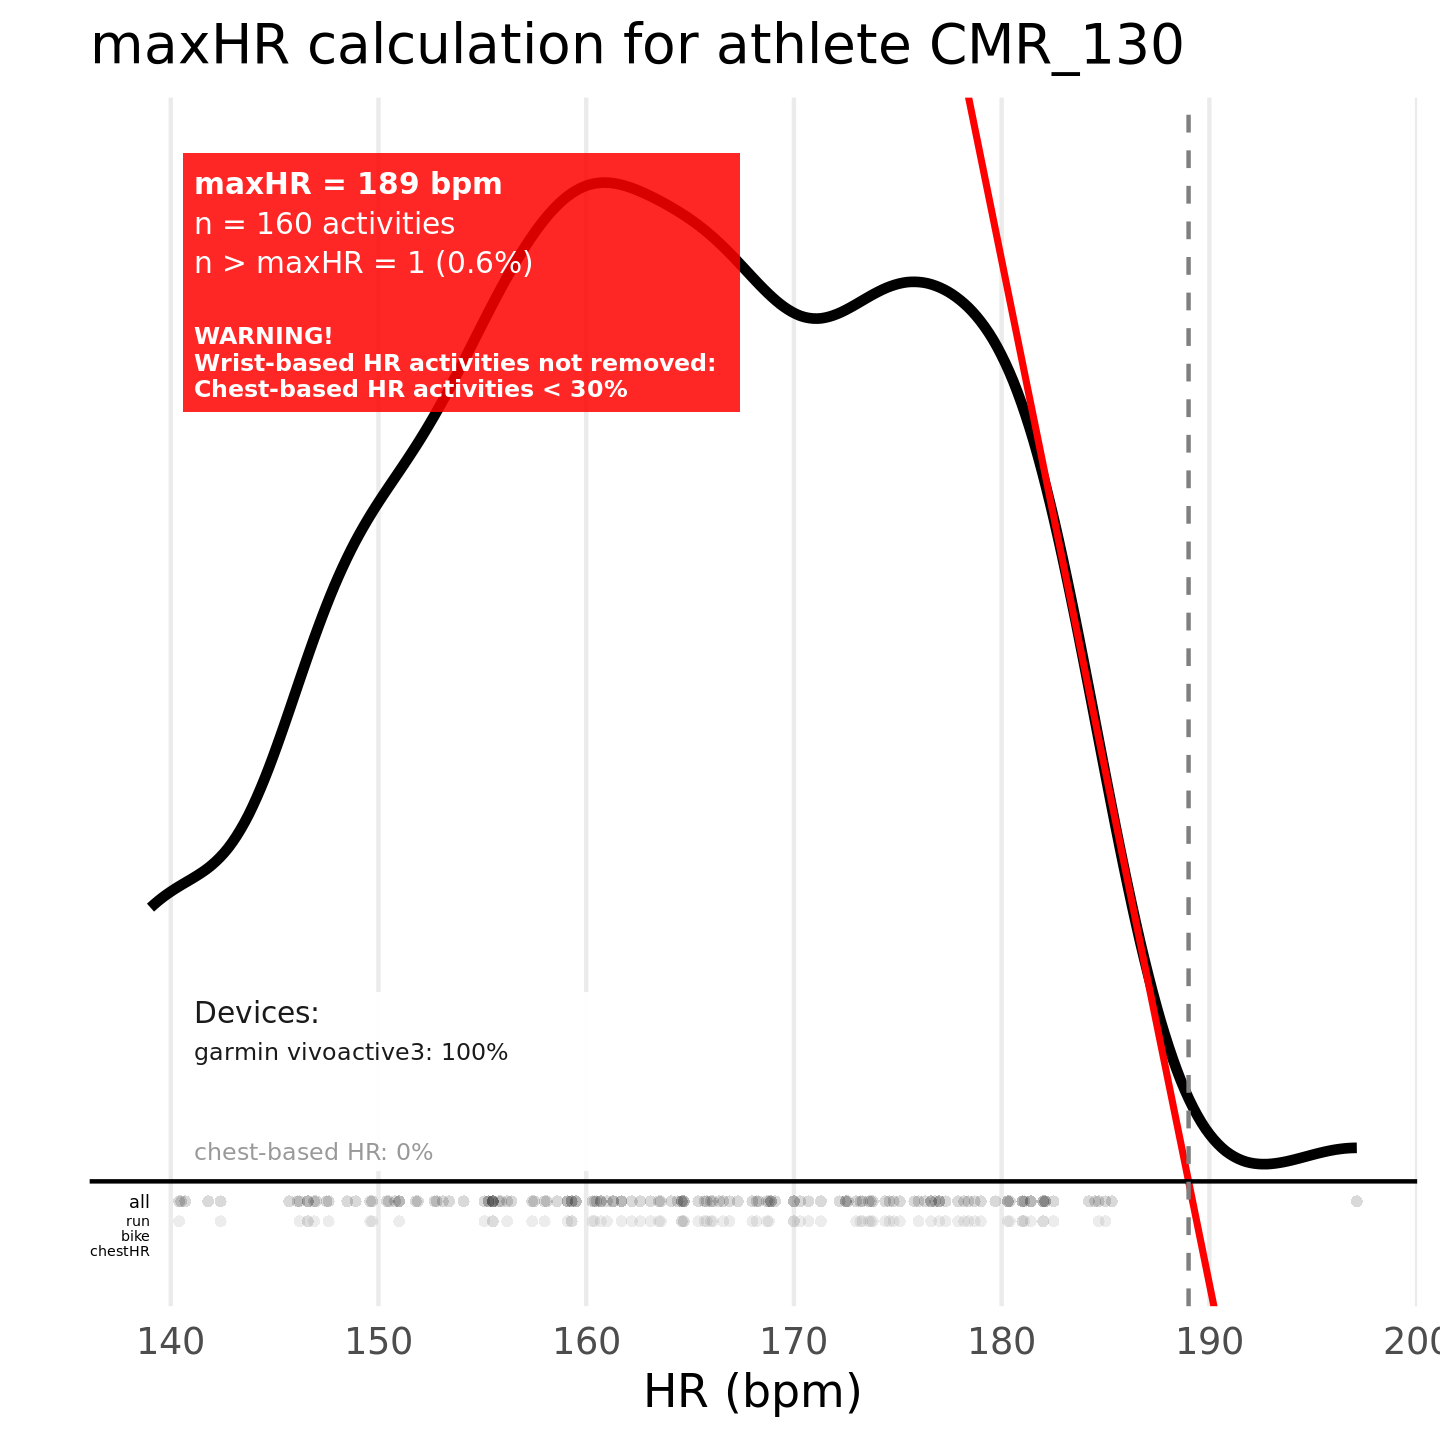 maxHR calculation for athlete CMR_130
maxHR = 189 bpm
n = 160 activities
n > maxHR = 1 (0.6%)
WARNING!
Wrist-based HR activities not removed:
Chest-based HR activities < 30%
Devices:
garmin vivoactive3: 100%
chest-based HR: 0%
all
run
bike
chestHR
140 150 160 170 180 190 200
HR (bpm)